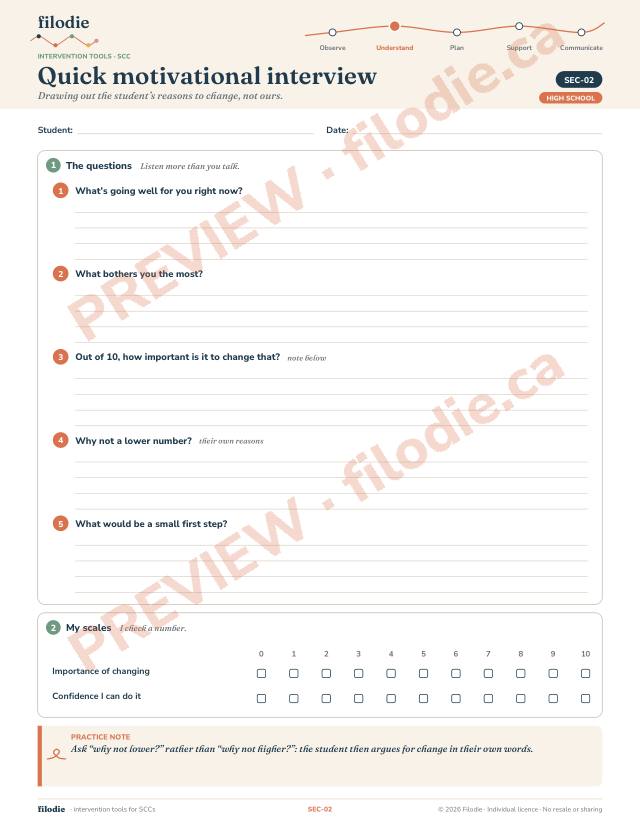 filodie
Observe Understand Plan Support Communicate
INTERVENTION TOOLS · SCC
Quick motivational interview
SEC-02
Drawing out the student's reasons to change, not ours.
HIGH SCHOOL
Student: Date:
1 The questions Listen more than you talk.
1 What's going well for you right now?
2 What bothers you the most?
3 Out of 10, how important is it to change that? note below
4 Why not a lower number? their own reasons
5 What would be a small first step?
2 My scales I check a number.
0 1 2 3 4 5 6 7 8 9 10
Importance of changing
Confidence I can do it
PRACTICE NOTE
Ask “why not lower?” rather than “why not higher?”: the student then argues for change in their own words.
filodie · intervention tools for SCCs SEC-02 © 2026 Filodie · Individual licence · No resale or sharing
PREVIEW · filodie.ca
PREVIEW · filodie.ca